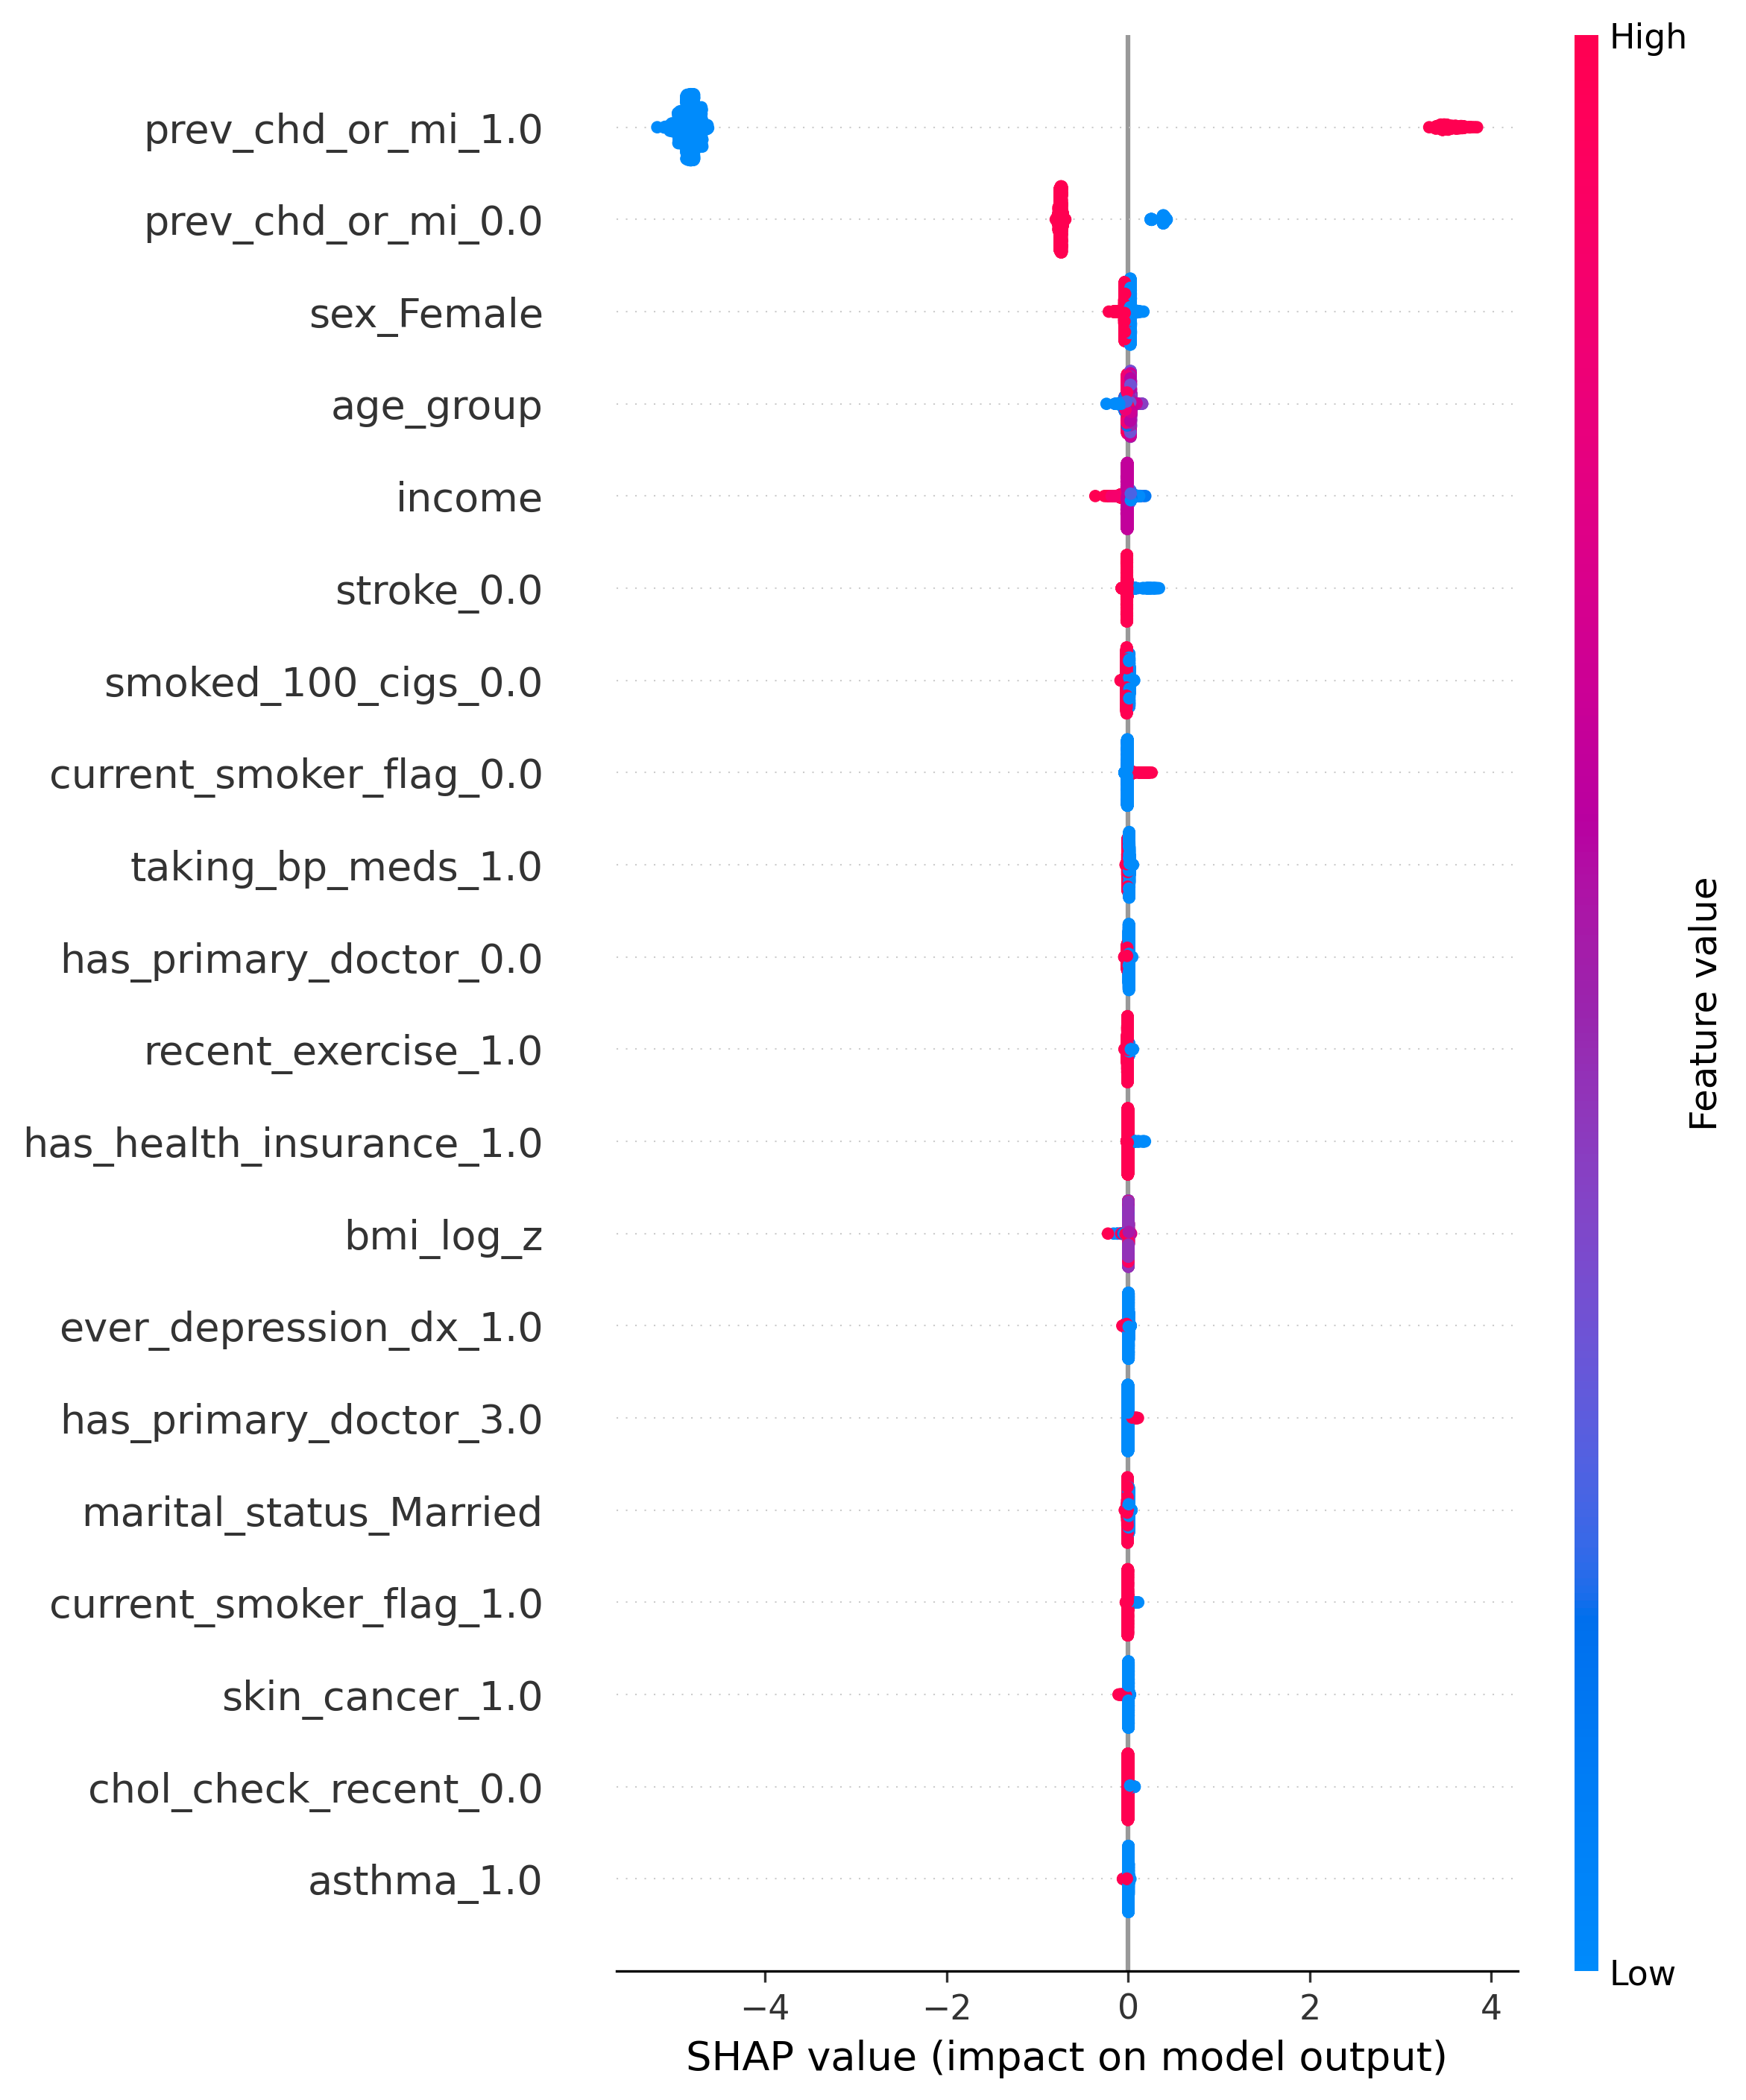 High
prev_chd_or_mi_1.0
prev_chd_or_mi_0.0
sex_Female
age_group
income
stroke_0.0
smoked_100_cigs_0.0
current_smoker_flag_0.0
taking_bp_meds_1.0
has_primary_doctor_0.0
recent_exercise_1.0
has_health_insurance_1.0
bmi_log_z
ever_depression_dx_1.0
has_primary_doctor_3.0
marital_status_Married
current_smoker_flag_1.0
skin_cancer_1.0
chol_check_recent_0.0
asthma_1.0
Feature value
Low
−4 −2 0 2 4
SHAP value (impact on model output)